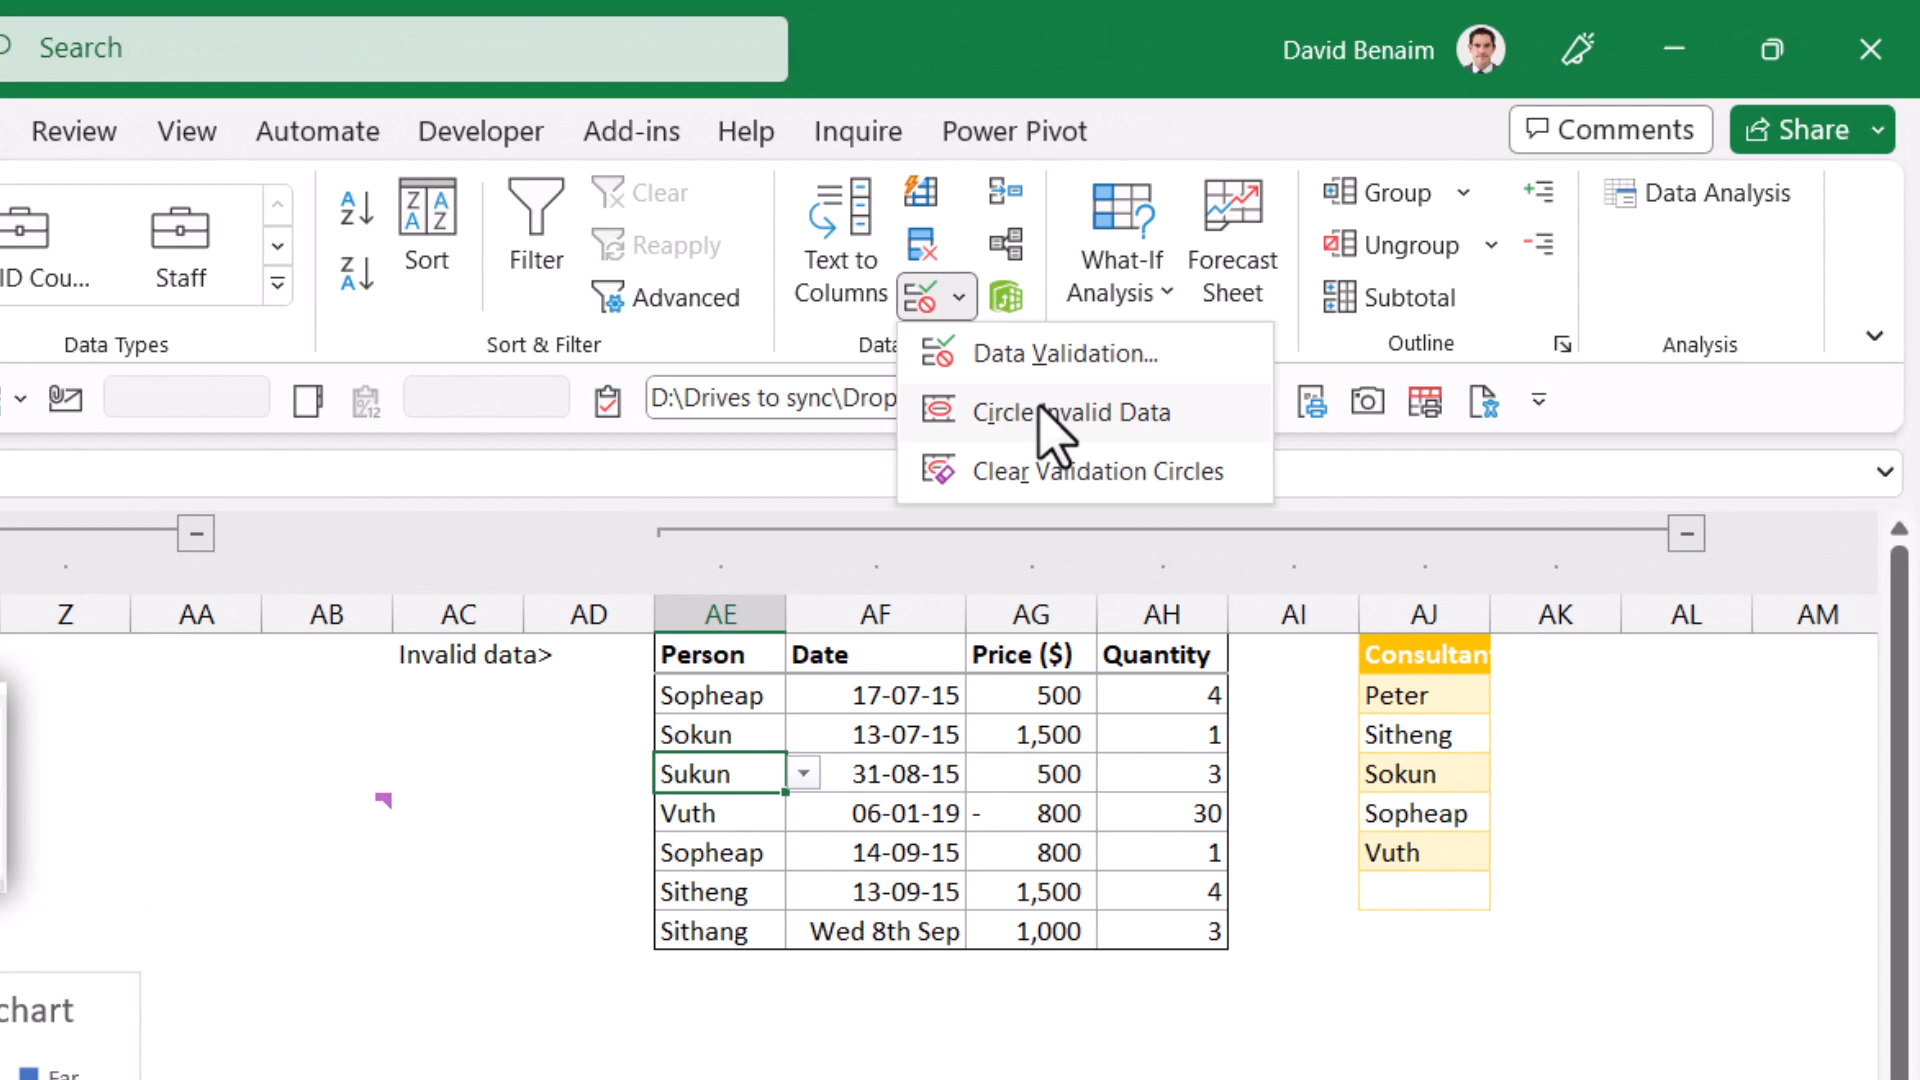 Search
David Benaim
Review View Automate Developer Add-ins Help Inquire Power Pivot
Comments Share
ID Cou... Staff
Data Types
Sort
Filter
Clear
Reapply
Advanced
Sort & Filter
Text to
Columns
Data
What-If
Analysis
Forecast
Sheet
Group
Ungroup
Subtotal
Outline
Data Analysis
Analysis
D:\Drives to sync\Drop
Data Validation...
Circle Invalid Data
Clear Validation Circles
Z AA AB AC AD AE AF AG AH AI AJ AK AL AM
Invalid data> Person Date Price ($) Quantity Consultan
Sopheap 17-07-15 500 4 Peter
Sokun 13-07-15 1,500 1 Sitheng
Sukun 31-08-15 500 3 Sokun
Vuth 06-01-19 - 800 30 Sopheap
Sopheap 14-09-15 800 1 Vuth
Sitheng 13-09-15 1,500 4
Sithang Wed 8th Sep 1,000 3
chart